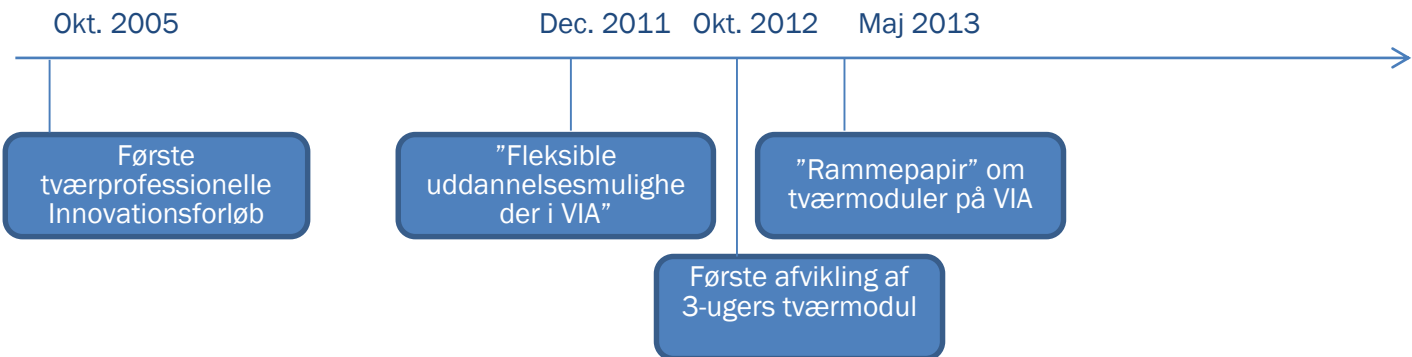 Okt. 2005
Dec. 2011
Okt. 2012
Maj 2013
Første
tværprofessionelle
Innovationsforløb
”Fleksible
uddannelsesmulighe
der i VIA”
”Rammepapir” om
tværmoduler på VIA
Første afvikling af
3-ugers tværmodul